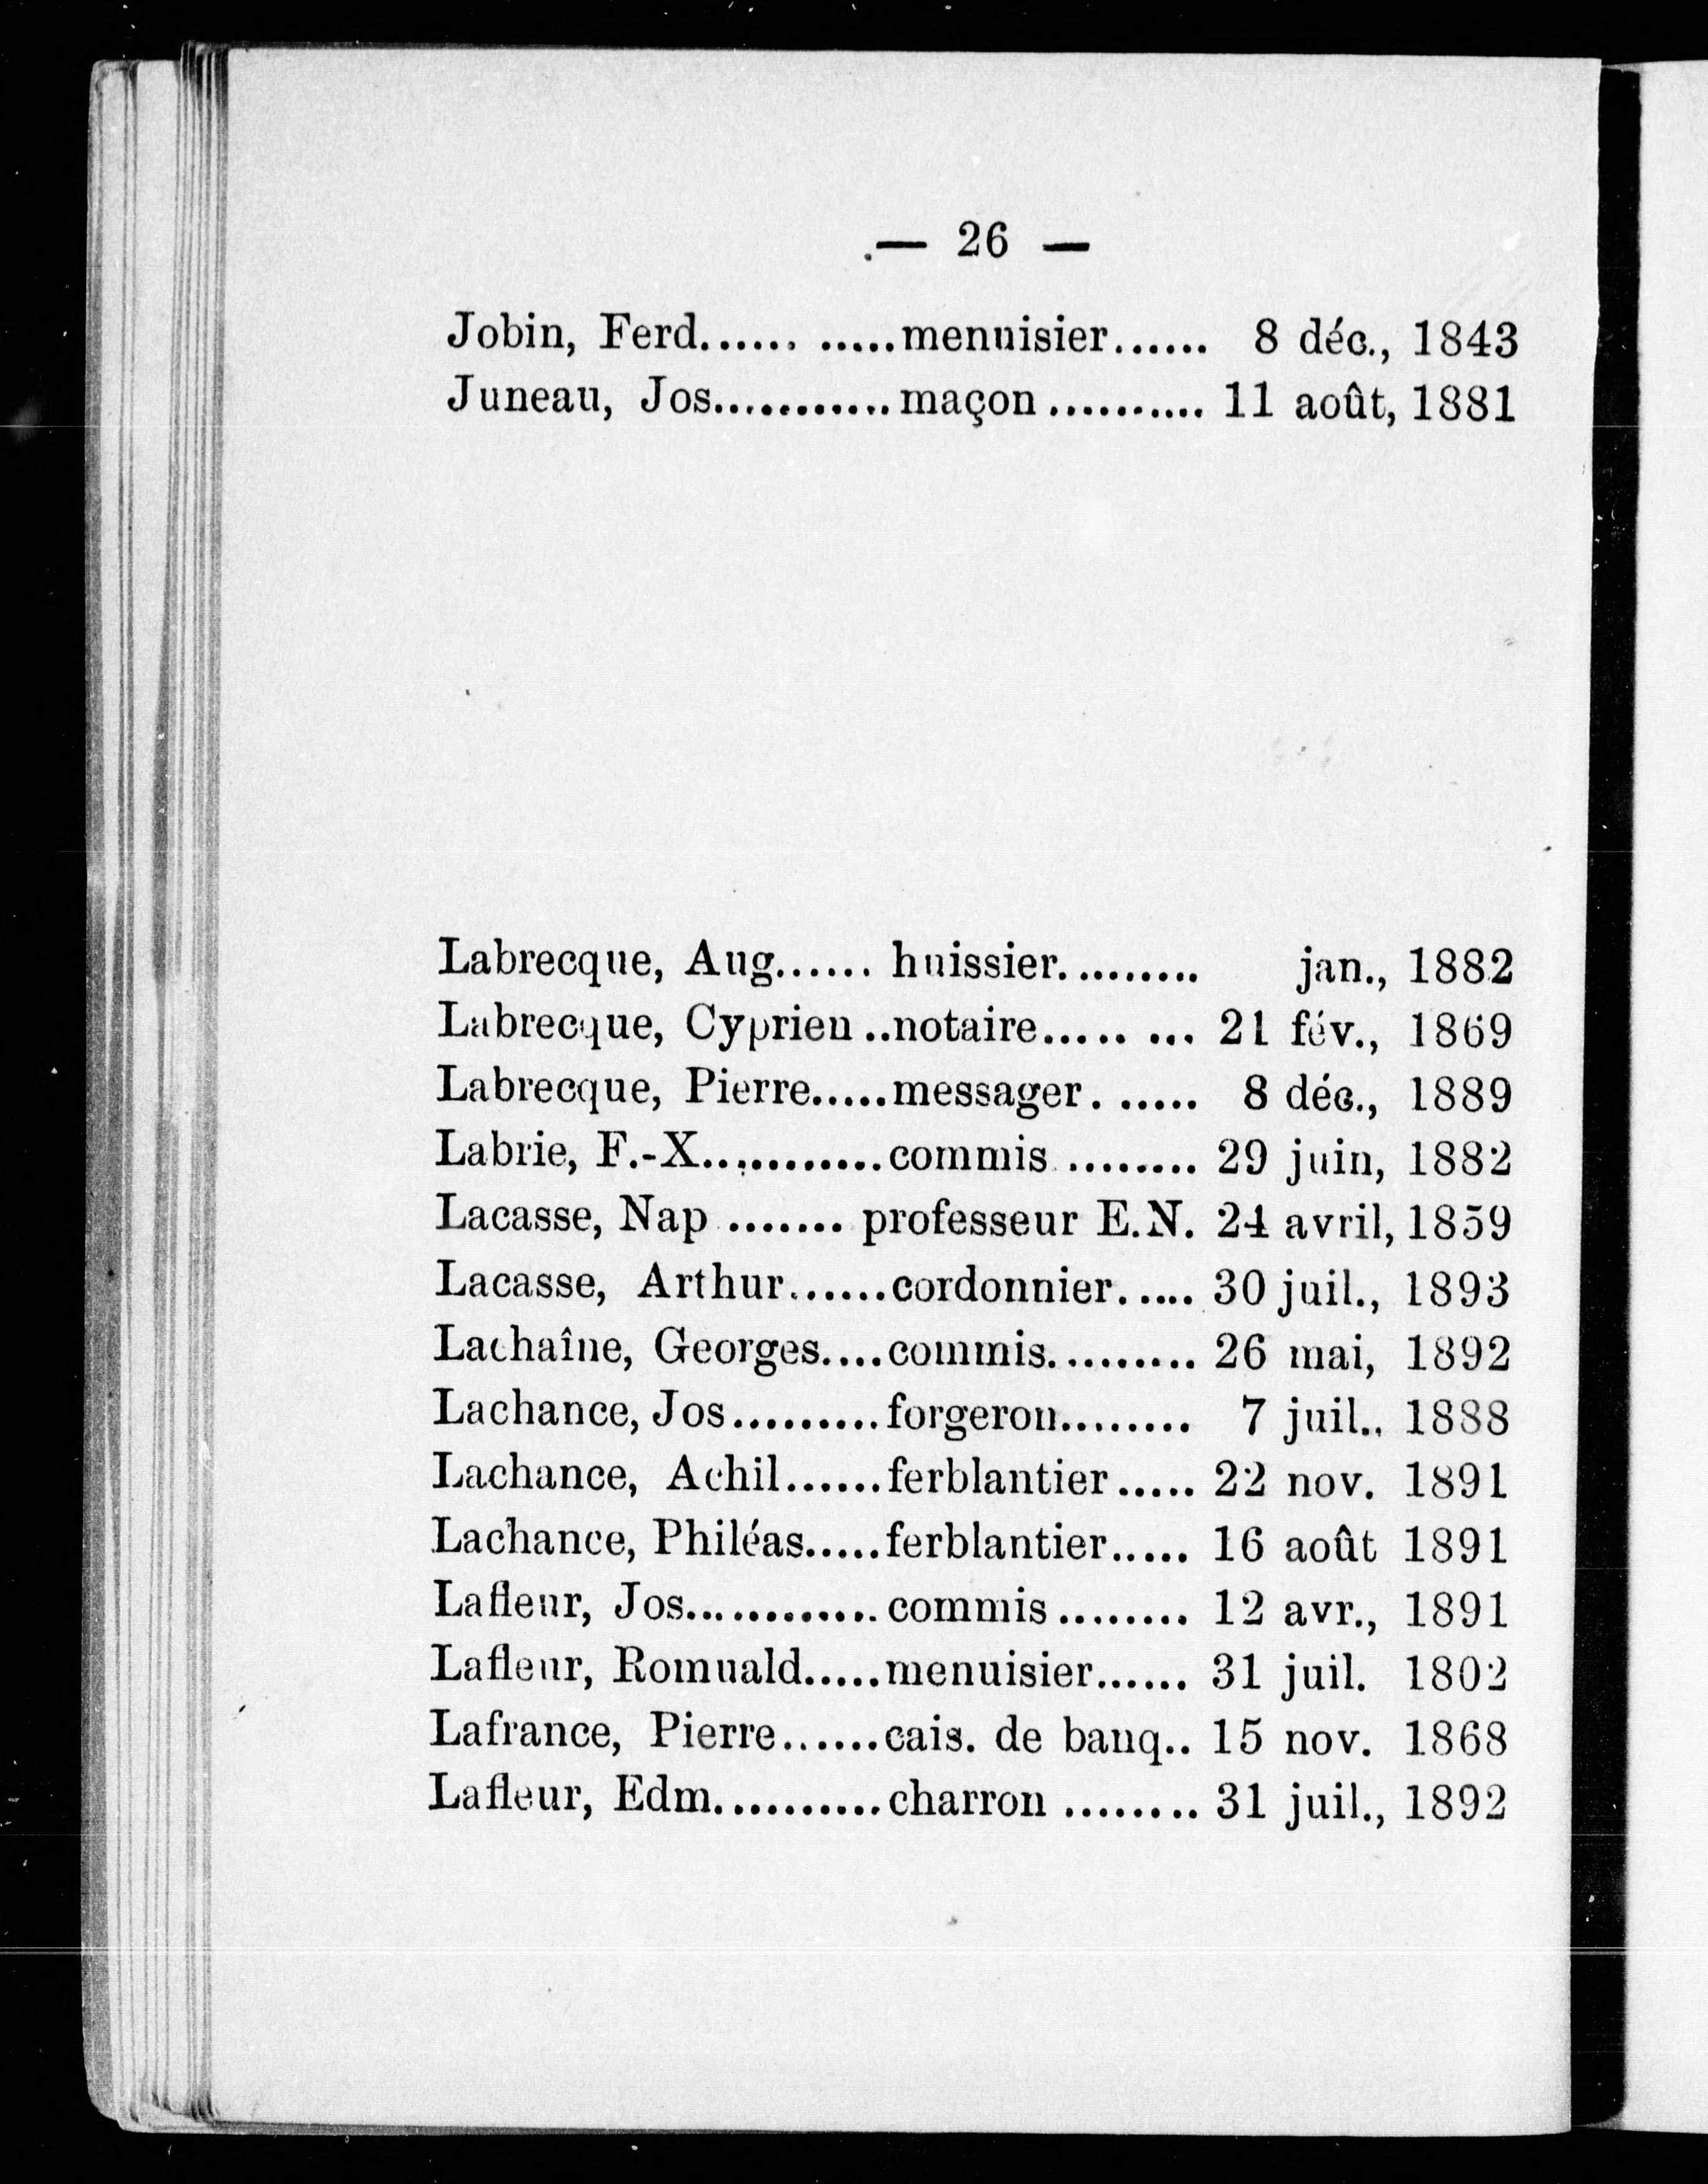 — 26 —
Jobin, Ferd...... .....menuisier...... 8 déc., 1843
Juneau, Jos............maçon.......... 11 août, 1881
Labrecque, Aug...... huissier.......... jan., 1882
Labrecque, Cyprien..notaire..... ... 21 fév., 1869
Labrecque, Pierre.....messager. ...... 8 déc., 1889
Labrie, F.-X............commis ........ 29 juin, 1882
Lacasse, Nap ....... professeur E.N. 24 avril, 1859
Lacasse, Arthur.......cordonnier..... 30 juil., 1893
Lachaîne, Georges....commis.......... 26 mai, 1892
Lachance, Jos..........forgeron........ 7 juil.. 1888
Lachance, Achil......ferblantier..... 22 nov. 1891
Lachance, Philéas.....ferblantier..... 16 août 1891
Lafleur, Jos.............commis........ 12 avr., 1891
Lafleur, Romuald.....menuisier...... 31 juil. 1802
Lafrance, Pierre......cais. de banq.. 15 nov. 1868
Lafleur, Edm...........charron ........ 31 juil., 1892